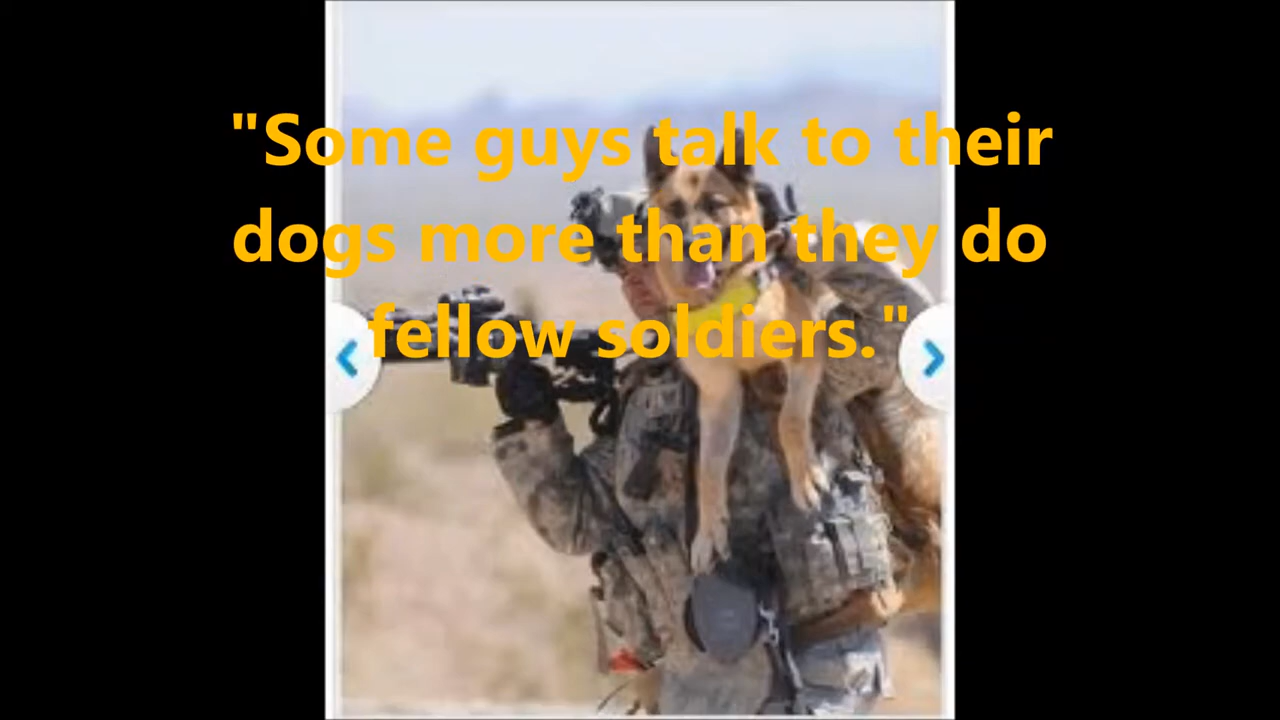 "Some guys talk to their
dogs more than they do
fellow soldiers."